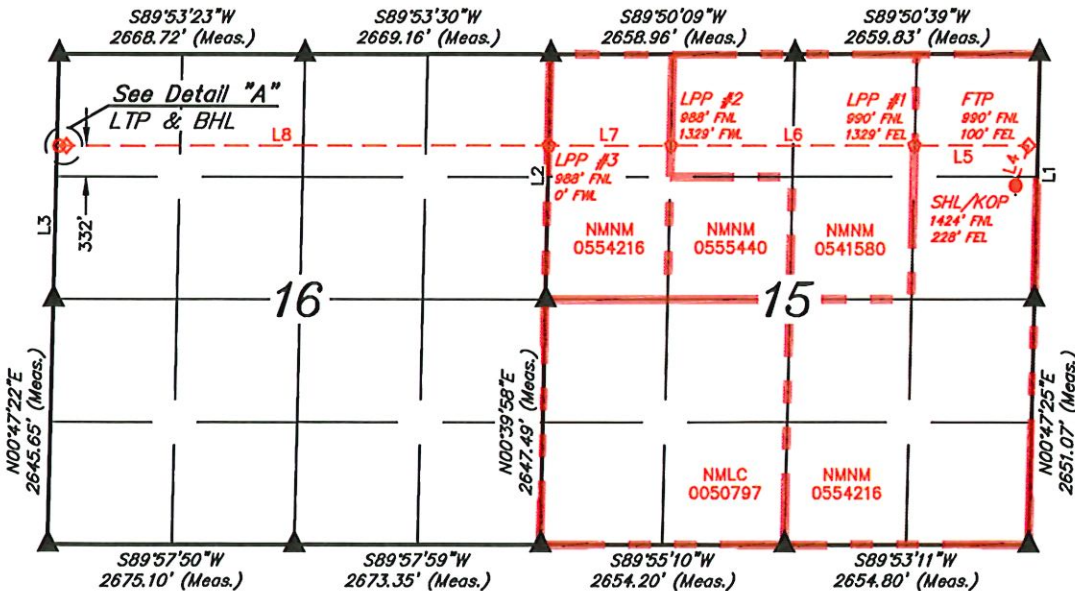 S89°53'23"W
2668.72' (Meas.)
S89°53'30"W
2669.16' (Meas.)
S89°50'09"W
2658.96' (Meas.)
S89°50'39"W
2659.83' (Meas.)
See Detail "A"
LTP & BHL
L8
LPP #3
988' FNL
0' FWL
L7
LPP #2
988' FNL
1329' FWL
L6
LPP #1
990' FNL
1329' FEL
FTP
990' FNL
100' FEL
L5
L4
L1
L2
L3
332'
SHL/KOP
1424' FNL
228' FEL
NMNM
0554216
NMNM
0555440
NMNM
0541580
16
15
N00°47'22"E
2645.65' (Meas.)
N00°39'58"E
2647.49' (Meas.)
N00°47'25"E
2651.07' (Meas.)
NMLC
0050797
NMNM
0554216
S89°57'50"W
2675.10' (Meas.)
S89°57'59"W
2673.35' (Meas.)
S89°55'10"W
2654.20' (Meas.)
S89°53'11"W
2654.80' (Meas.)